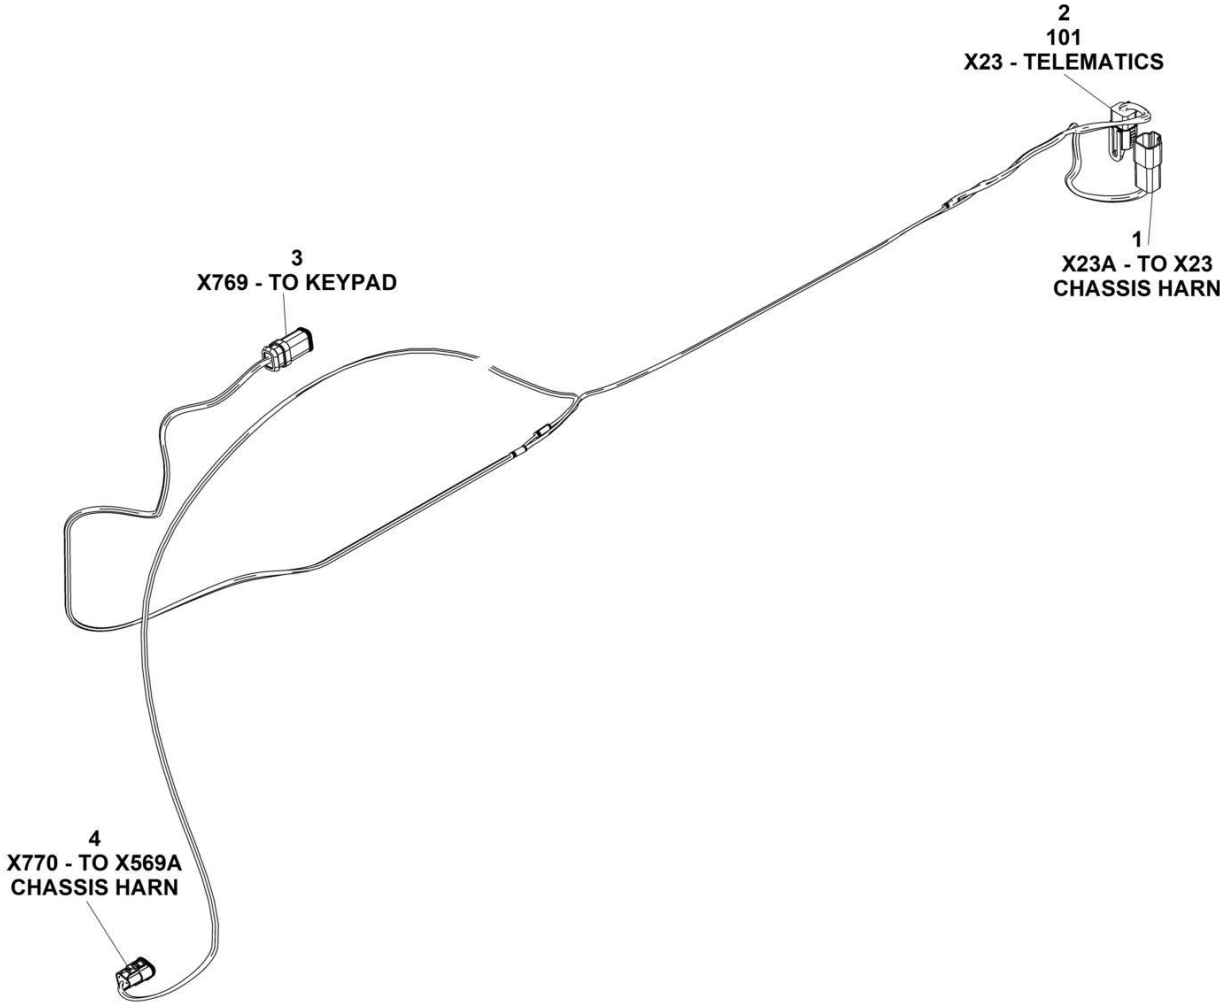 2
101
X23 - TELEMATICS
1
X23A - TO X23
CHASSIS HARN
3
X769 - TO KEYPAD
4
X770 - TO X569A
CHASSIS HARN